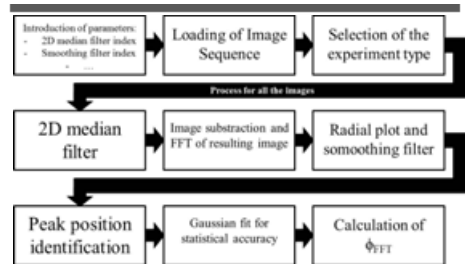 Introduction of parameters:
- 2D median filter index
- Smoothing filter index
- ...
Loading of Image
Sequence
Selection of the
experiment type
Process for all the images
2D median
filter
Image substraction and
FFT of resulting image
Radial plot and
somoothing filter
Peak position
identification
Gaussian fit for
statistical accuracy
Calculation of
ϕFFT